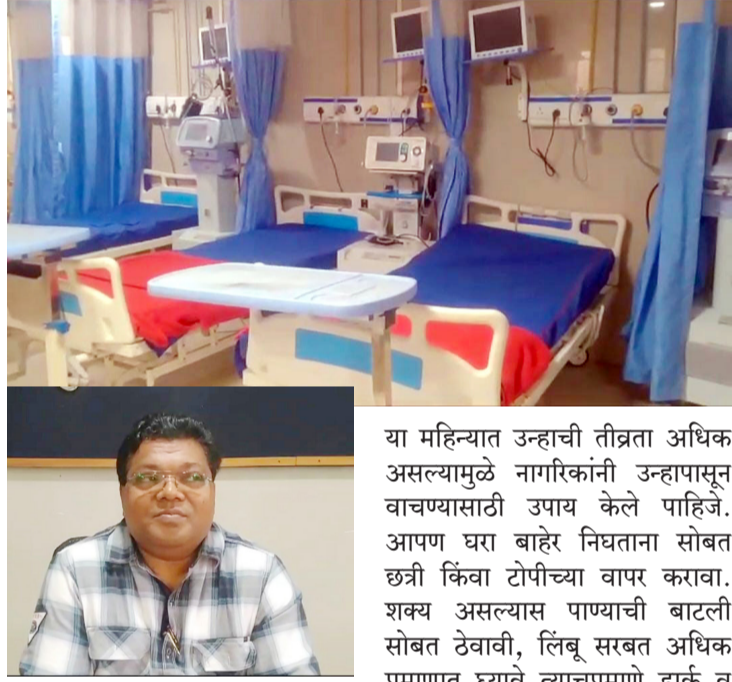 या महिन्यात उन्हाची तीव्रता अधिक
असल्यामुळे नागरिकांनी उन्हापासून
वाचण्यासाठी उपाय केले पाहिजे.
आपण घरा बाहेर निघताना सोबत
छत्री किंवा टोपीच्या वापर करावा.
शक्य असल्यास पाण्याची बाटली
सोबत ठेवावी, लिंबू सरबत अधिक